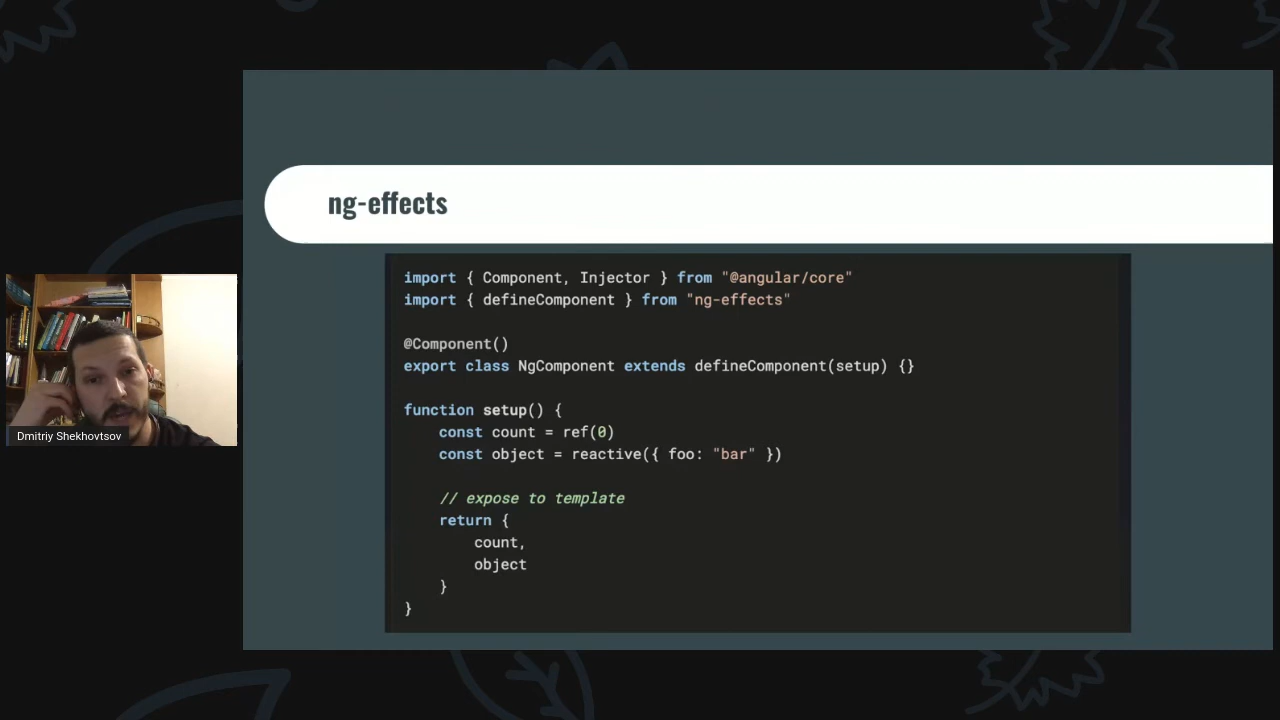 ng-effects
import { Component, Injector } from "@angular/core"
import { defineComponent } from "ng-effects"
@Component()
export class NgComponent extends defineComponent(setup) {}
function setup() {
    const count = ref(0)
    const object = reactive({ foo: "bar" })
    // expose to template
    return {
        count,
        object
    }
}
Dmitriy Shekhovtsov